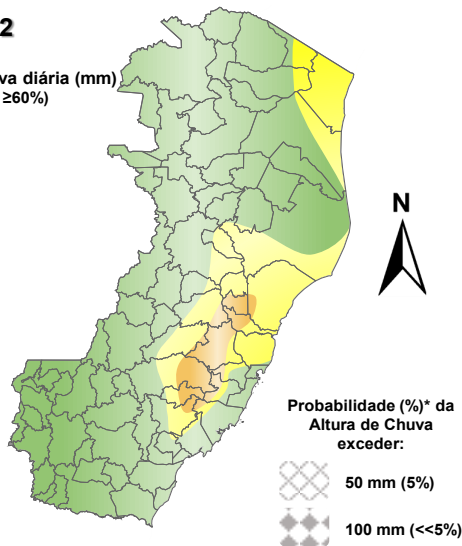 2
va diária (mm)
≥60%)
N
Probabilidade (%)* da
Altura de Chuva
exceder:
50 mm (5%)
100 mm (<<5%)